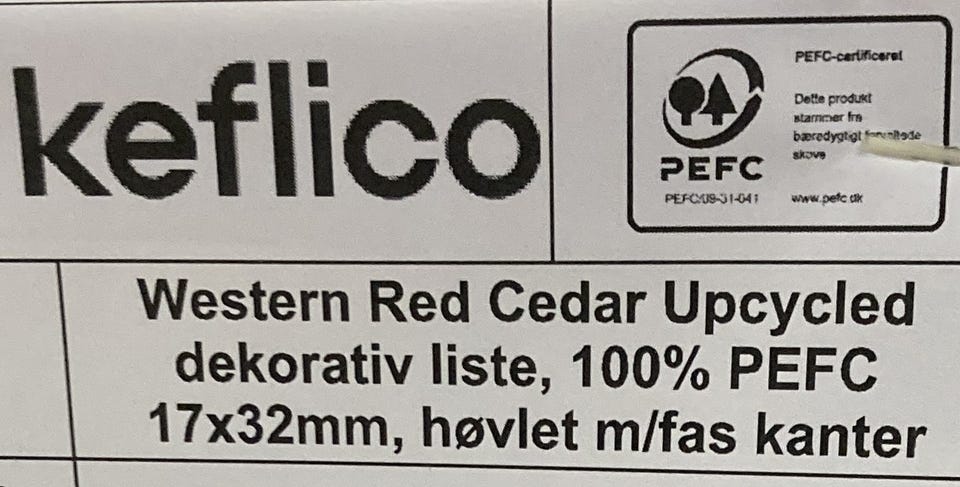 keflico
PEFC
PEFC/09-31-041
PEFC-certificeret
Dette produkt
stammer fra
bæredygtigt forvaltede
skove
www.pefc.dk
Western Red Cedar Upcycled
dekorativ liste, 100% PEFC
17x32mm, høvlet m/fas kanter